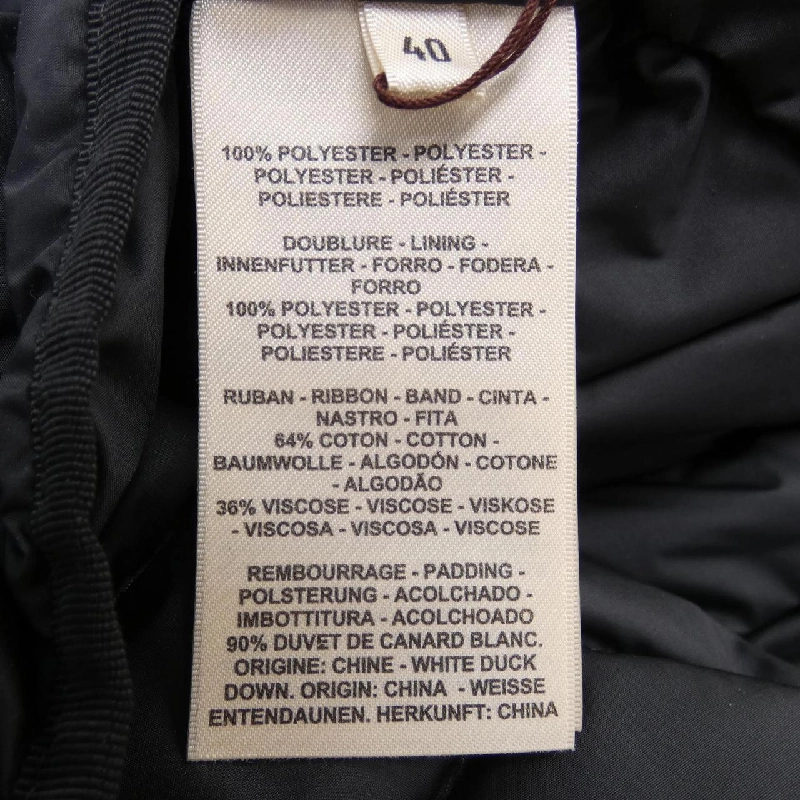 40
100% POLYESTER - POLYESTER -
POLYESTER - POLIÉSTER -
POLIESTERE - POLIÉSTER
DOUBLURE - LINING -
INNENFUTTER - FORRO - FODERA -
FORRO
100% POLYESTER - POLYESTER -
POLYESTER - POLIÉSTER -
POLIESTERE - POLIÉSTER
RUBAN - RIBBON - BAND - CINTA -
NASTRO - FITA
64% COTON - COTTON -
BAUMWOLLE - ALGODÓN - COTONE
- ALGODÃO
36% VISCOSE - VISCOSE - VISKOSE
- VISCOSA - VISCOSA - VISCOSE
REMBOURRAGE - PADDING -
POLSTERUNG - ACOLCHADO -
IMBOTTITURA - ACOLCHOADO
90% DUVET DE CANARD BLANC.
ORIGINE: CHINE - WHITE DUCK
DOWN. ORIGIN: CHINA - WEISSE
ENTENDAUNEN. HERKUNFT: CHINA